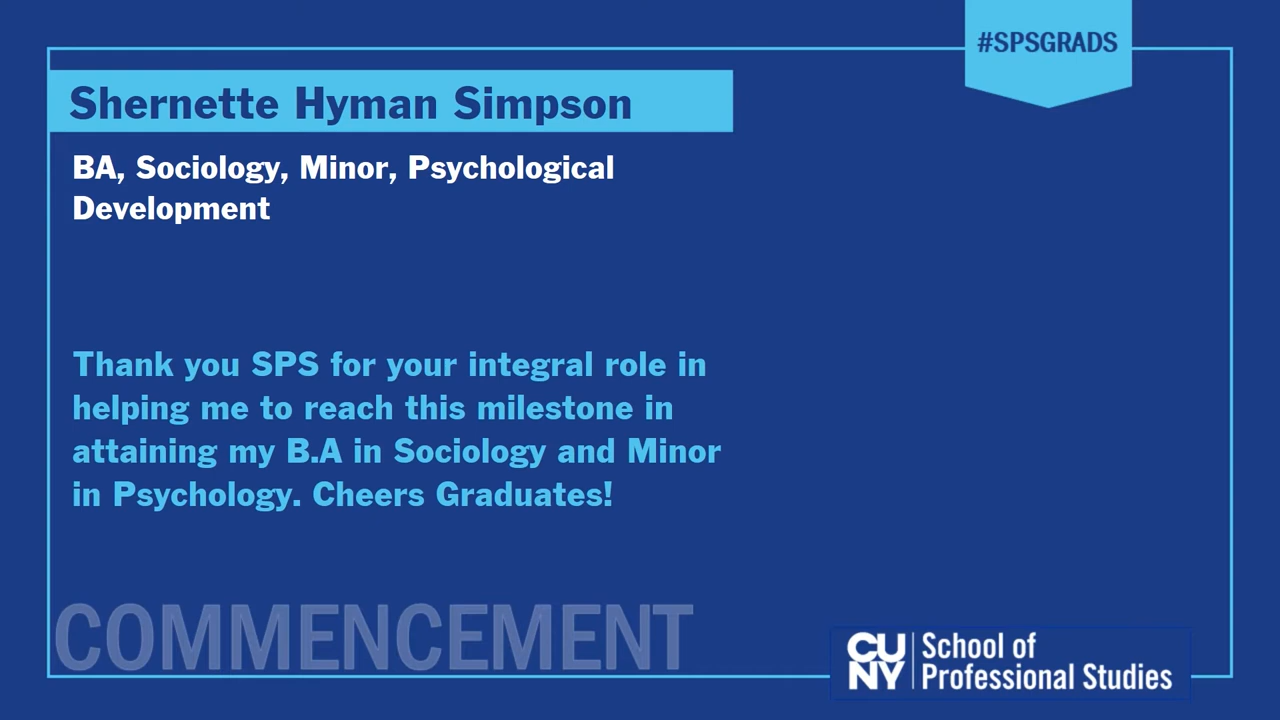 #SPSGRADS
Shernette Hyman Simpson
BA, Sociology, Minor, Psychological
Development
Thank you SPS for your integral role in
helping me to reach this milestone in
attaining my B.A in Sociology and Minor
in Psychology. Cheers Graduates!
COMMENCEMENT
CU
NY
School of
Professional Studies